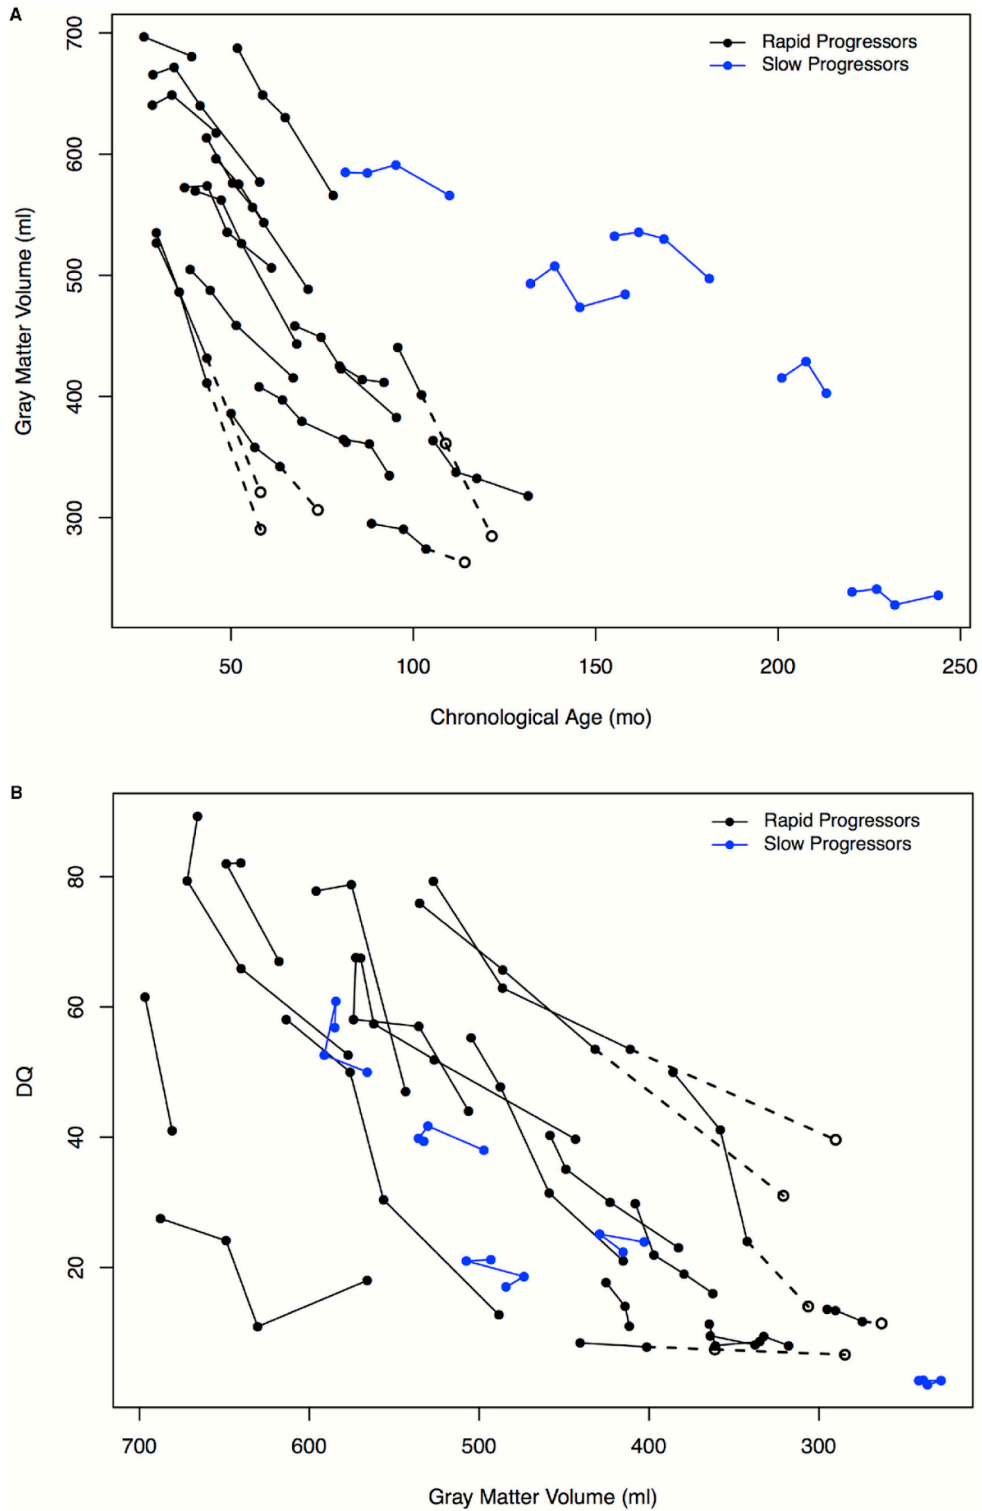 A
Rapid Progressors
Slow Progressors
700
600
500
400
300
Gray Matter Volume (ml)
50 100 150 200 250
Chronological Age (mo)
B
Rapid Progressors
Slow Progressors
80
60
40
20
DQ
700 600 500 400 300
Gray Matter Volume (ml)